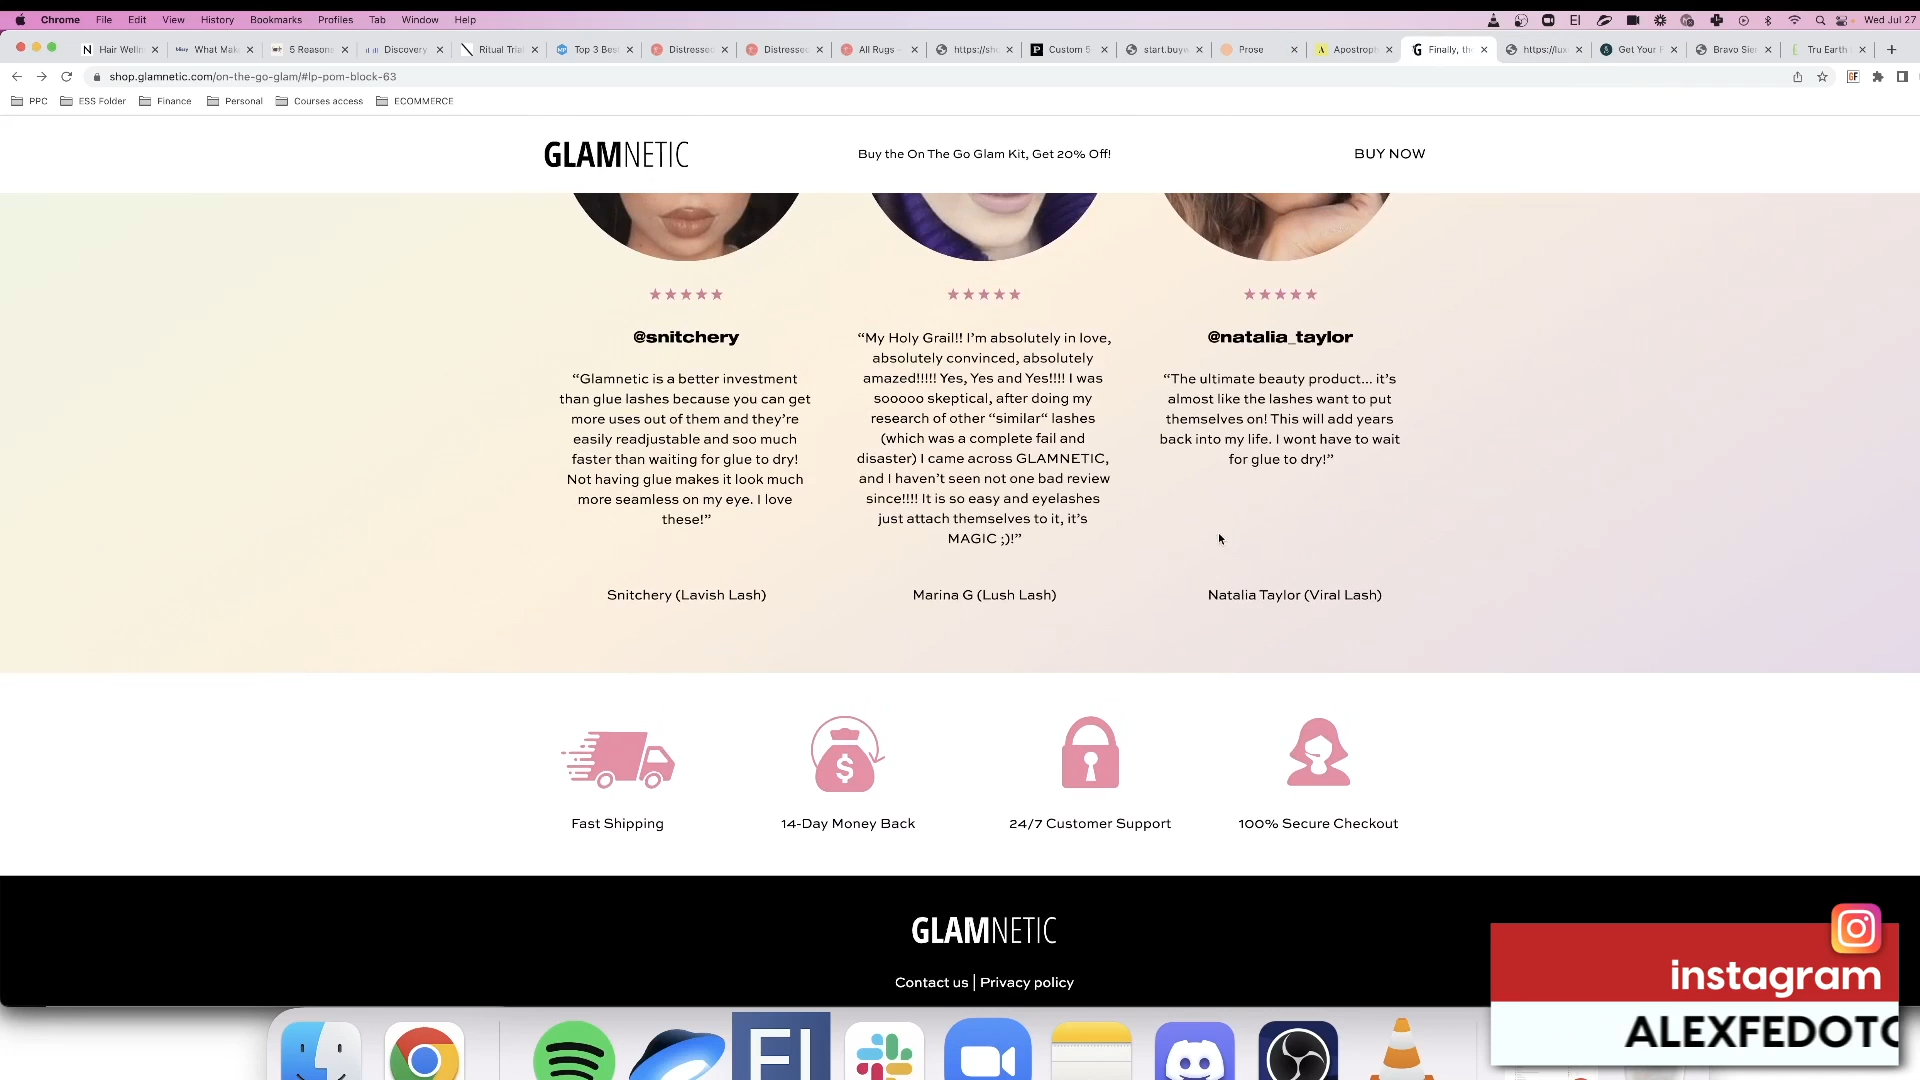 Chrome File Edit View History Bookmarks Profiles Tab Window Help Wed Jul 27
Hair Welln What Mak 5 Reasons Discovery Ritual Trial Top 3 Best Distressed Distressed All Rugs – https://sho Custom 5- start.buyw Prose Apostroph Finally, the https://lux Get Your F Bravo Sier Tru Earth
shop.glamnetic.com/on-the-go-glam/#lp-pom-block-63
PPC ESS Folder Finance Personal Courses access ECOMMERCE
GLAMNETIC Buy the On The Go Glam Kit, Get 20% Off! BUY NOW
★★★★★
@snitchery
“Glamnetic is a better investment
than glue lashes because you can get
more uses out of them and they’re
easily readjustable and soo much
faster than waiting for glue to dry!
Not having glue makes it look much
more seamless on my eye. I love
these!”
Snitchery (Lavish Lash)
★★★★★
“My Holy Grail!! I’m absolutely in love,
absolutely convinced, absolutely
amazed!!!!! Yes, Yes and Yes!!!! I was
sooooo skeptical, after doing my
research of other “similar“ lashes
(which was a complete fail and
disaster) I came across GLAMNETIC,
and I haven’t seen not one bad review
since!!!! It is so easy and eyelashes
just attach themselves to it, it’s
MAGIC ;)!”
Marina G (Lush Lash)
★★★★★
@natalia_taylor
“The ultimate beauty product... it’s
almost like the lashes want to put
themselves on! This will add years
back into my life. I wont have to wait
for glue to dry!”
Natalia Taylor (Viral Lash)
Fast Shipping
14-Day Money Back
24/7 Customer Support
100% Secure Checkout
GLAMNETIC
Contact us | Privacy policy
instagram
ALEXFEDOTO